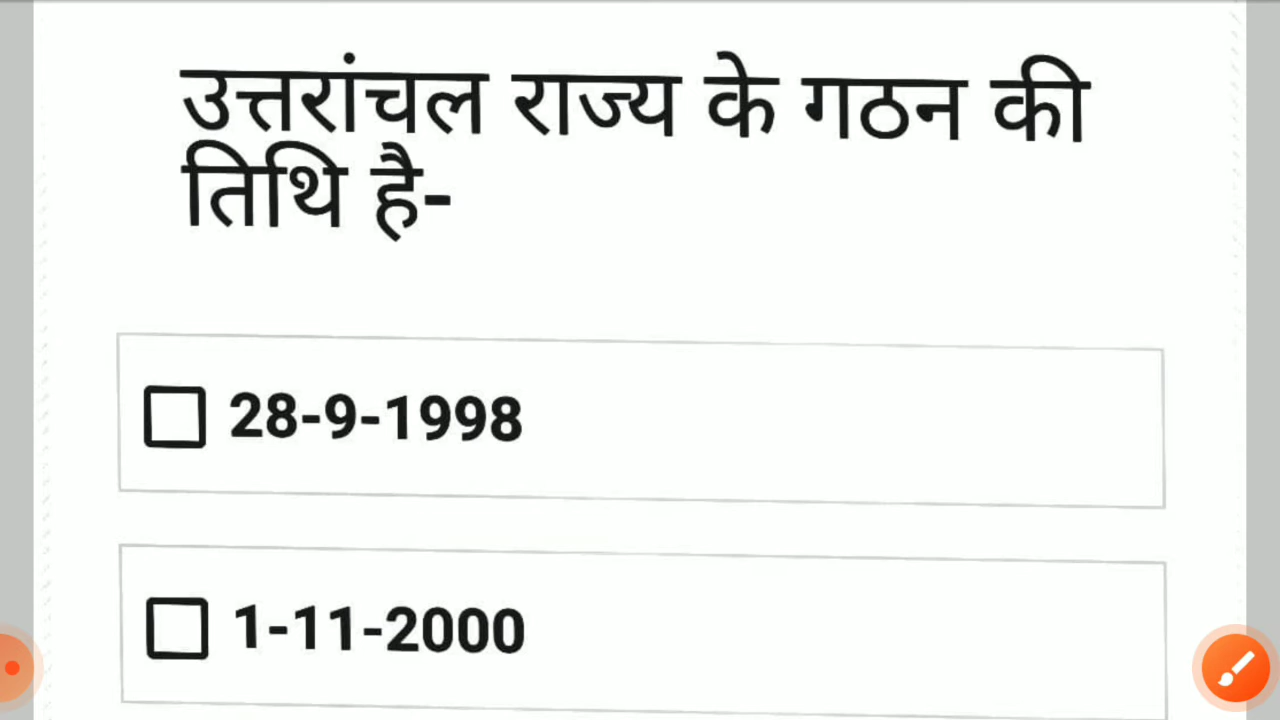 उत्तरांचल राज्य के गठन की
तिथि है-
28-9-1998
1-11-2000